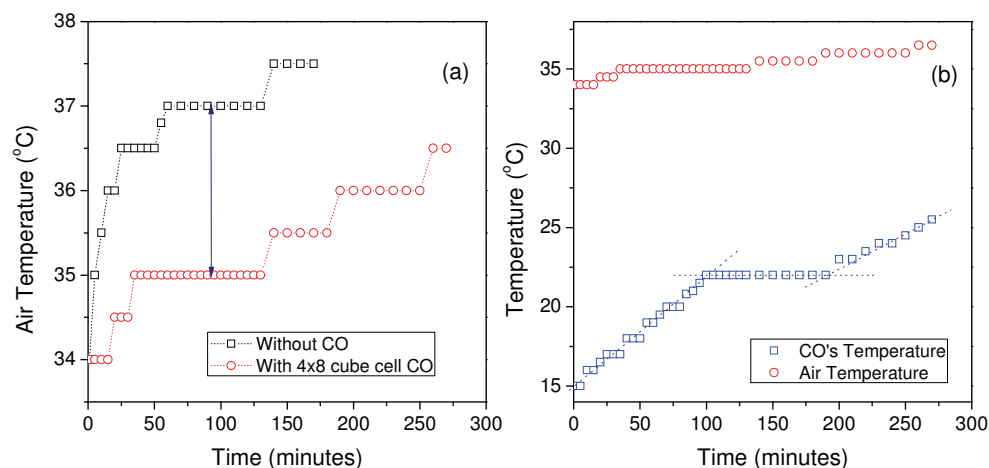 38
37
36
35
34
Air Temperature (°C)
(a)
Without CO
With 4x8 cube cell CO
0 50 100 150 200 250 300
Time (minutes)
40
35
30
25
20
15
Temperature (°C)
(b)
CO's Temperature
Air Temperature
0 50 100 150 200 250 300
Time (minutes)